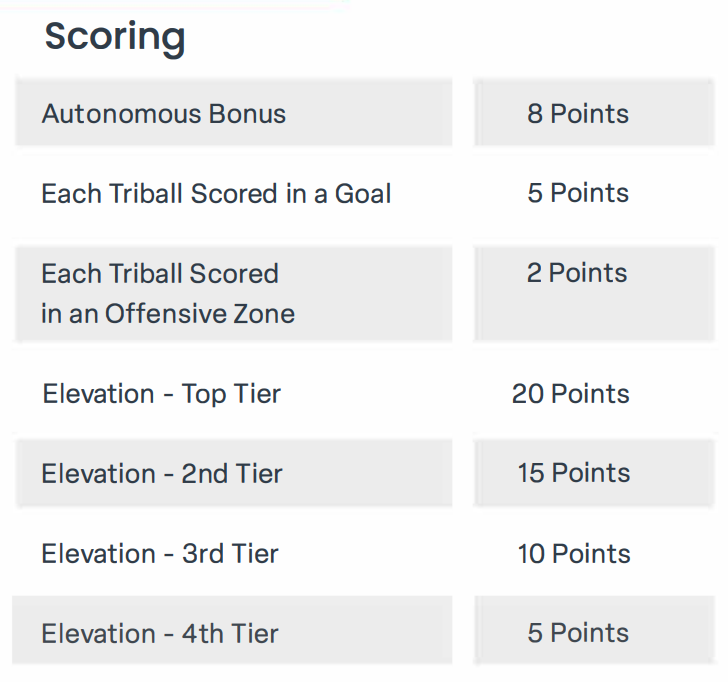 Scoring
Autonomous Bonus 8 Points
Each Triball Scored in a Goal 5 Points
Each Triball Scored 2 Points
in an Offensive Zone
Elevation - Top Tier 20 Points
Elevation - 2nd Tier 15 Points
Elevation - 3rd Tier 10 Points
Elevation - 4th Tier 5 Points